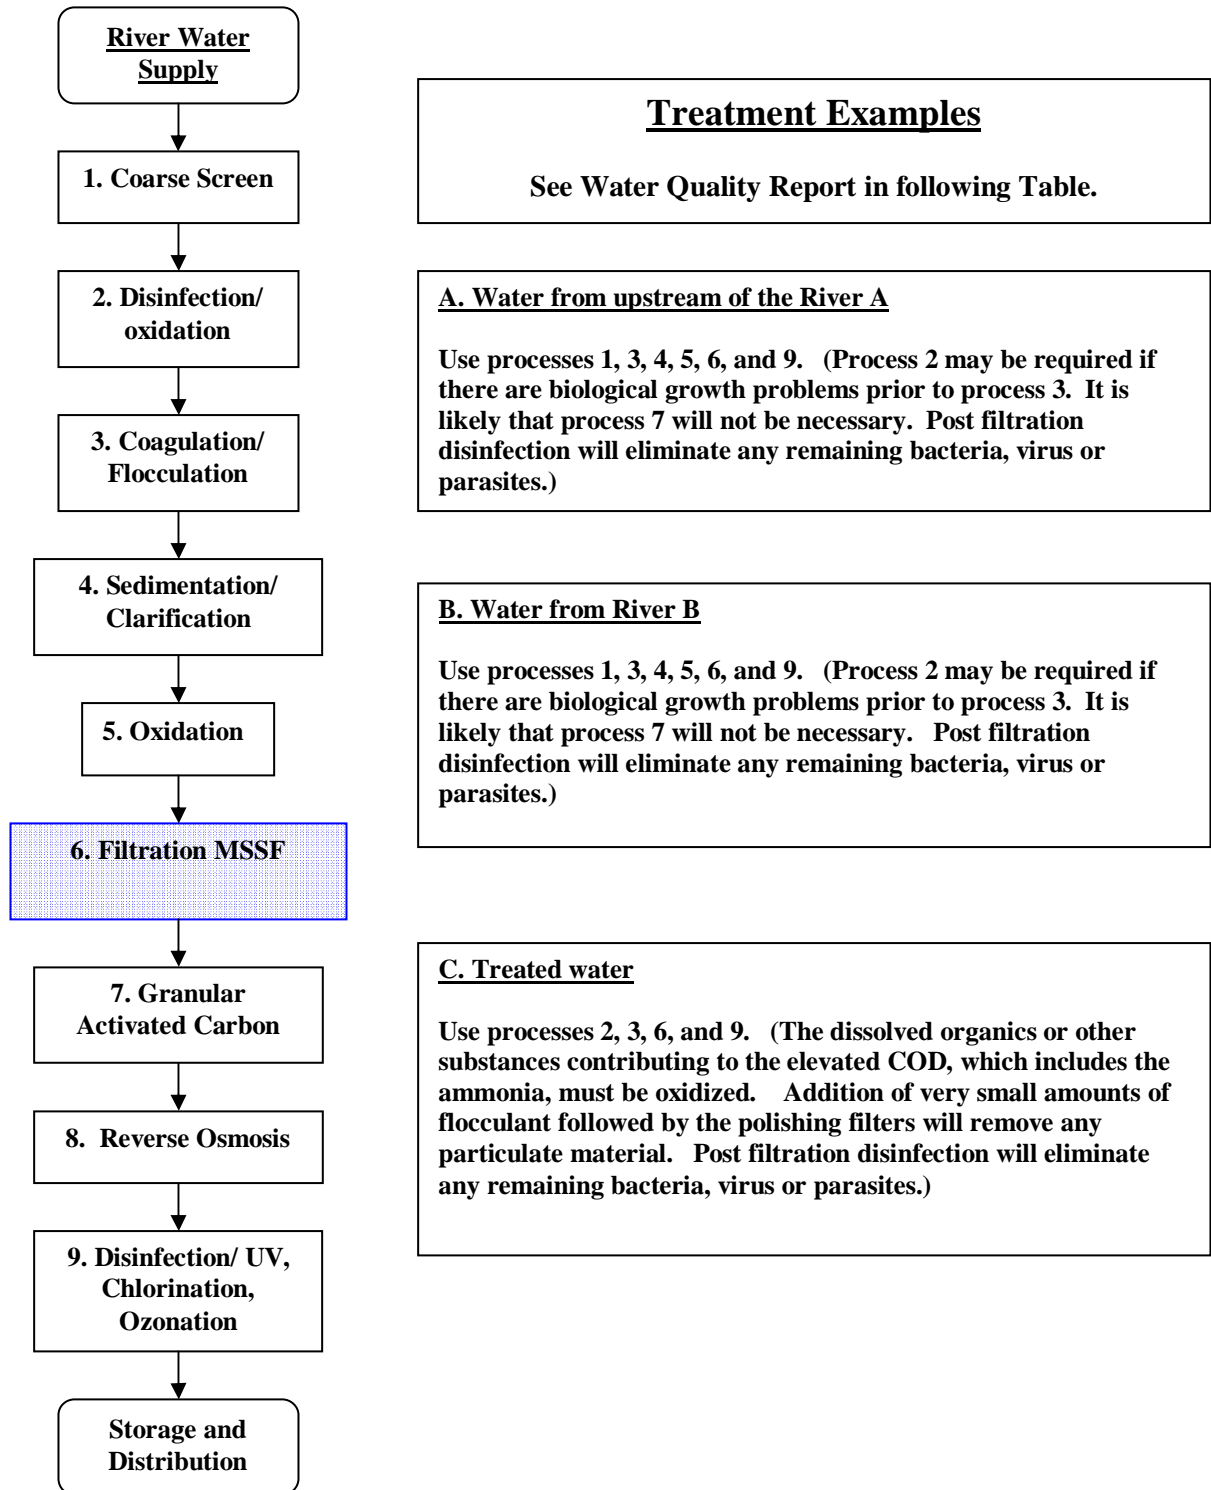 River Water
Supply
1. Coarse Screen
2. Disinfection/
oxidation
3. Coagulation/
Flocculation
4. Sedimentation/
Clarification
5. Oxidation
6. Filtration MSSF
7. Granular
Activated Carbon
8. Reverse Osmosis
9. Disinfection/ UV,
Chlorination,
Ozonation
Storage and
Distribution
Treatment Examples
See Water Quality Report in following Table.
A. Water from upstream of the River A
Use processes 1, 3, 4, 5, 6, and 9. (Process 2 may be required if
there are biological growth problems prior to process 3. It is
likely that process 7 will not be necessary. Post filtration
disinfection will eliminate any remaining bacteria, virus or
parasites.)
B. Water from River B
Use processes 1, 3, 4, 5, 6, and 9. (Process 2 may be required if
there are biological growth problems prior to process 3. It is
likely that process 7 will not be necessary. Post filtration
disinfection will eliminate any remaining bacteria, virus or
parasites.)
C. Treated water
Use processes 2, 3, 6, and 9. (The dissolved organics or other
substances contributing to the elevated COD, which includes the
ammonia, must be oxidized. Addition of very small amounts of
flocculant followed by the polishing filters will remove any
particulate material. Post filtration disinfection will eliminate
any remaining bacteria, virus or parasites.)